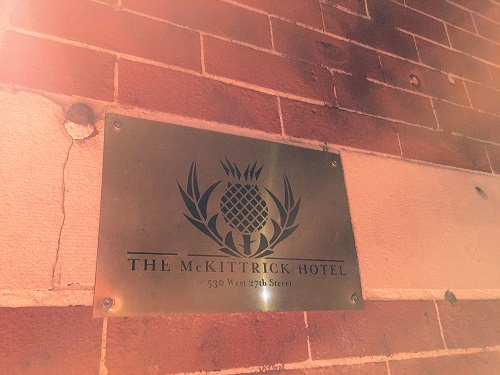 THE McKITTRICK HOTEL
530 West 27th Street